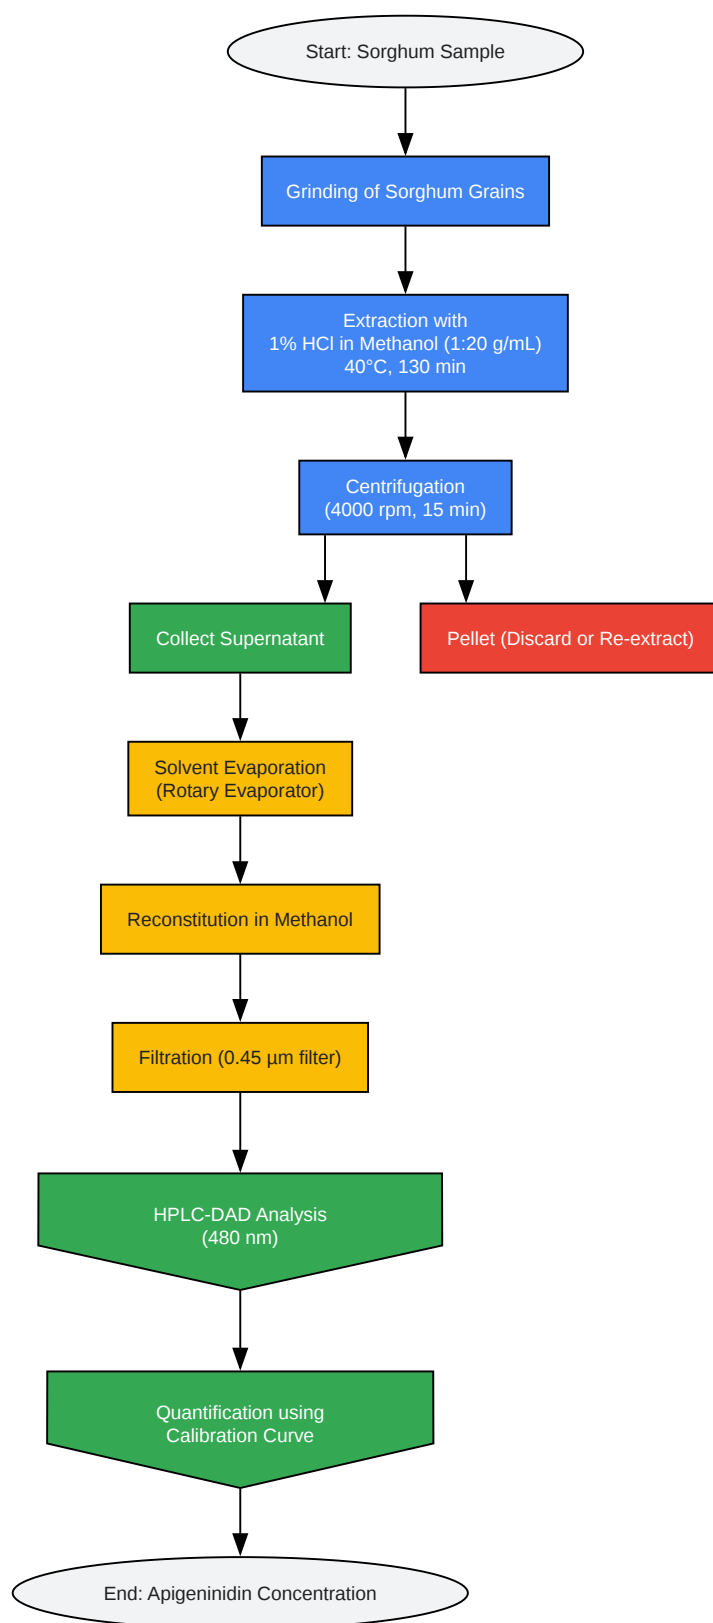 Start: Sorghum Sample
Grinding of Sorghum Grains
Extraction with
1% HCl in Methanol (1:20 g/mL)
40°C, 130 min
Centrifugation
(4000 rpm, 15 min)
Collect Supernatant
Pellet (Discard or Re-extract)
Solvent Evaporation
(Rotary Evaporator)
Reconstitution in Methanol
Filtration (0.45 µm filter)
HPLC-DAD Analysis
(480 nm)
Quantification using
Calibration Curve
End: Apigeninidin Concentration